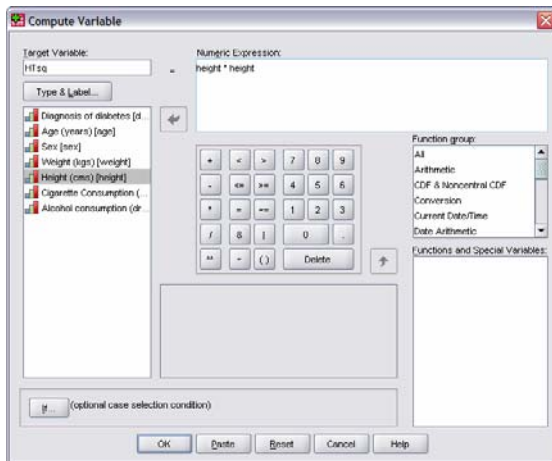 Compute Variable
Target Variable:
HTsq
=
Numeric Expression:
height * height
Type & Label...
Diagnosis of diabetes [d...
Age (years) [age]
Sex [sex]
Weight (kgs) [weight]
Height (cms) [height]
Cigarette Consumption (...
Alcohol consumption (dr...
+ < > 7 8 9
- <= >= 4 5 6
* = ~= 1 2 3
/ & | 0 .
** ~ ( ) Delete
Function group:
All
Arithmetic
CDF & Noncentral CDF
Conversion
Current Date/Time
Date Arithmetic
Functions and Special Variables:
If... (optional case selection condition)
OK Paste Reset Cancel Help